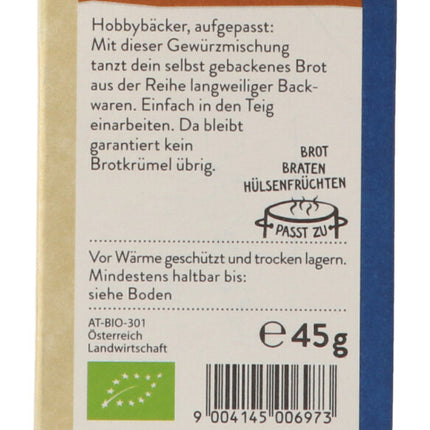 Hobbybäcker, aufgepasst:
Mit dieser Gewürzmischung
tanzt dein selbst gebackenes Brot
aus der Reihe langweiliger Back-
waren. Einfach in den Teig
einarbeiten. Da bleibt
garantiert kein
Brotkrümel übrig.
BROT
BRATEN
HÜLSENFRÜCHTEN
PASST ZU
Vor Wärme geschützt und trocken lagern.
Mindestens haltbar bis:
siehe Boden
AT-BIO-301
Österreich
Landwirtschaft
℮45g
9 004145 006973